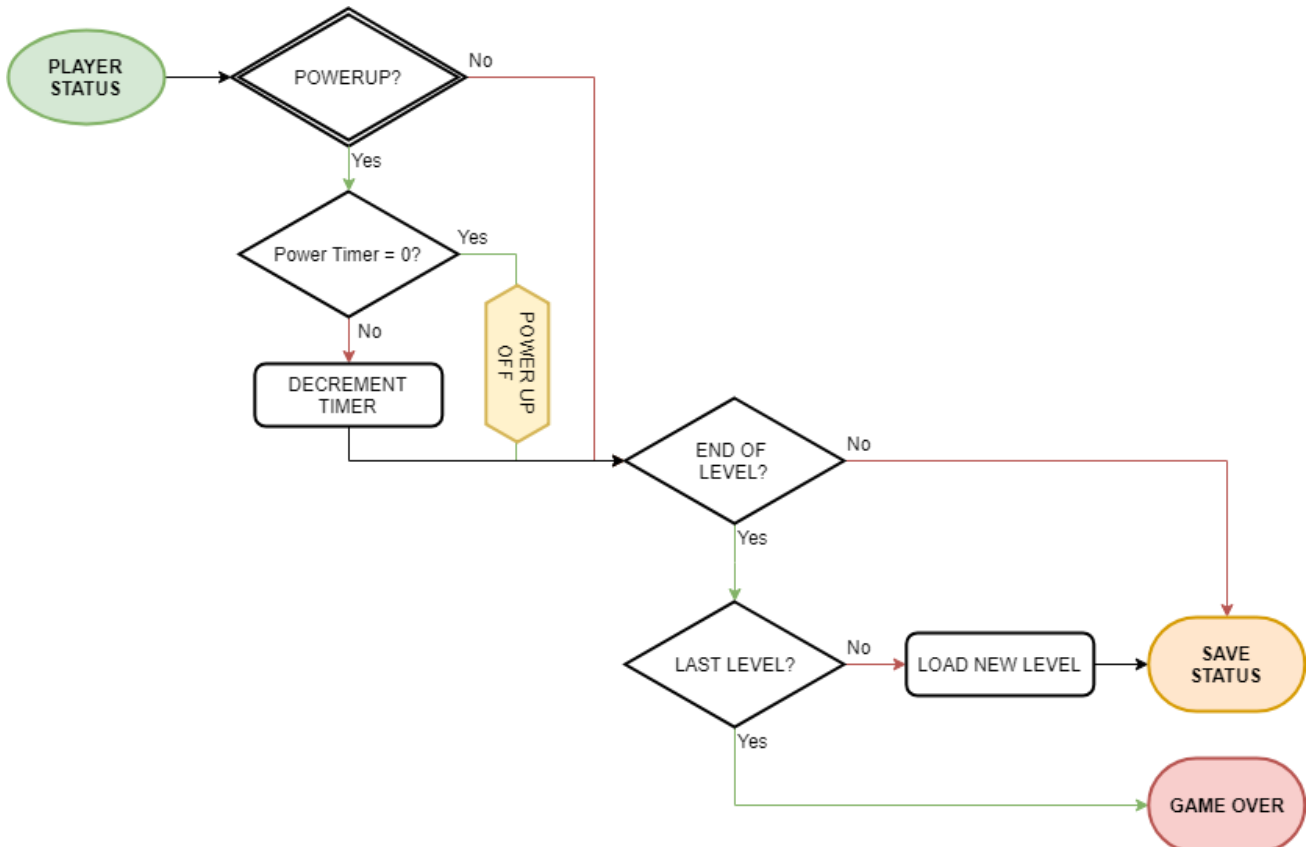 PLAYER
STATUS
POWERUP?
No
Yes
Power Timer = 0?
Yes
No
POWER UP
OFF
DECREMENT
TIMER
END OF
LEVEL?
No
Yes
LAST LEVEL?
No
LOAD NEW LEVEL
SAVE
STATUS
Yes
GAME OVER